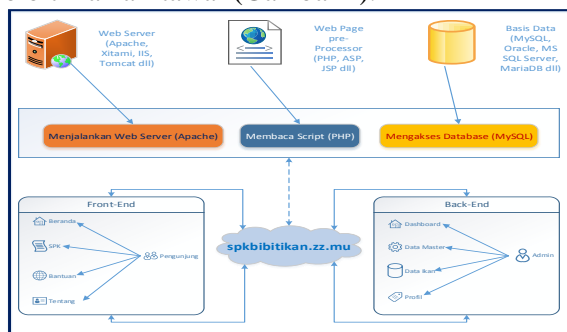 Web Server
(Apache,
Xitami, IIS,
Tomcat dll)
Web Page
pre-
Processor
(PHP, ASP,
JSP dll)
Basis Data
(MySQL,
Oracle, MS
SQL Server,
MariaDB dll)
Menjalankan Web Server (Apache)
Membaca Script (PHP)
Mengakses Database (MySQL)
Front-End
Beranda
SPK
Pengunjung
Bantuan
Tentang
spkbibitikan.zz.mu
Back-End
Dashboard
Data Master
Admin
Data Ikan
Profil